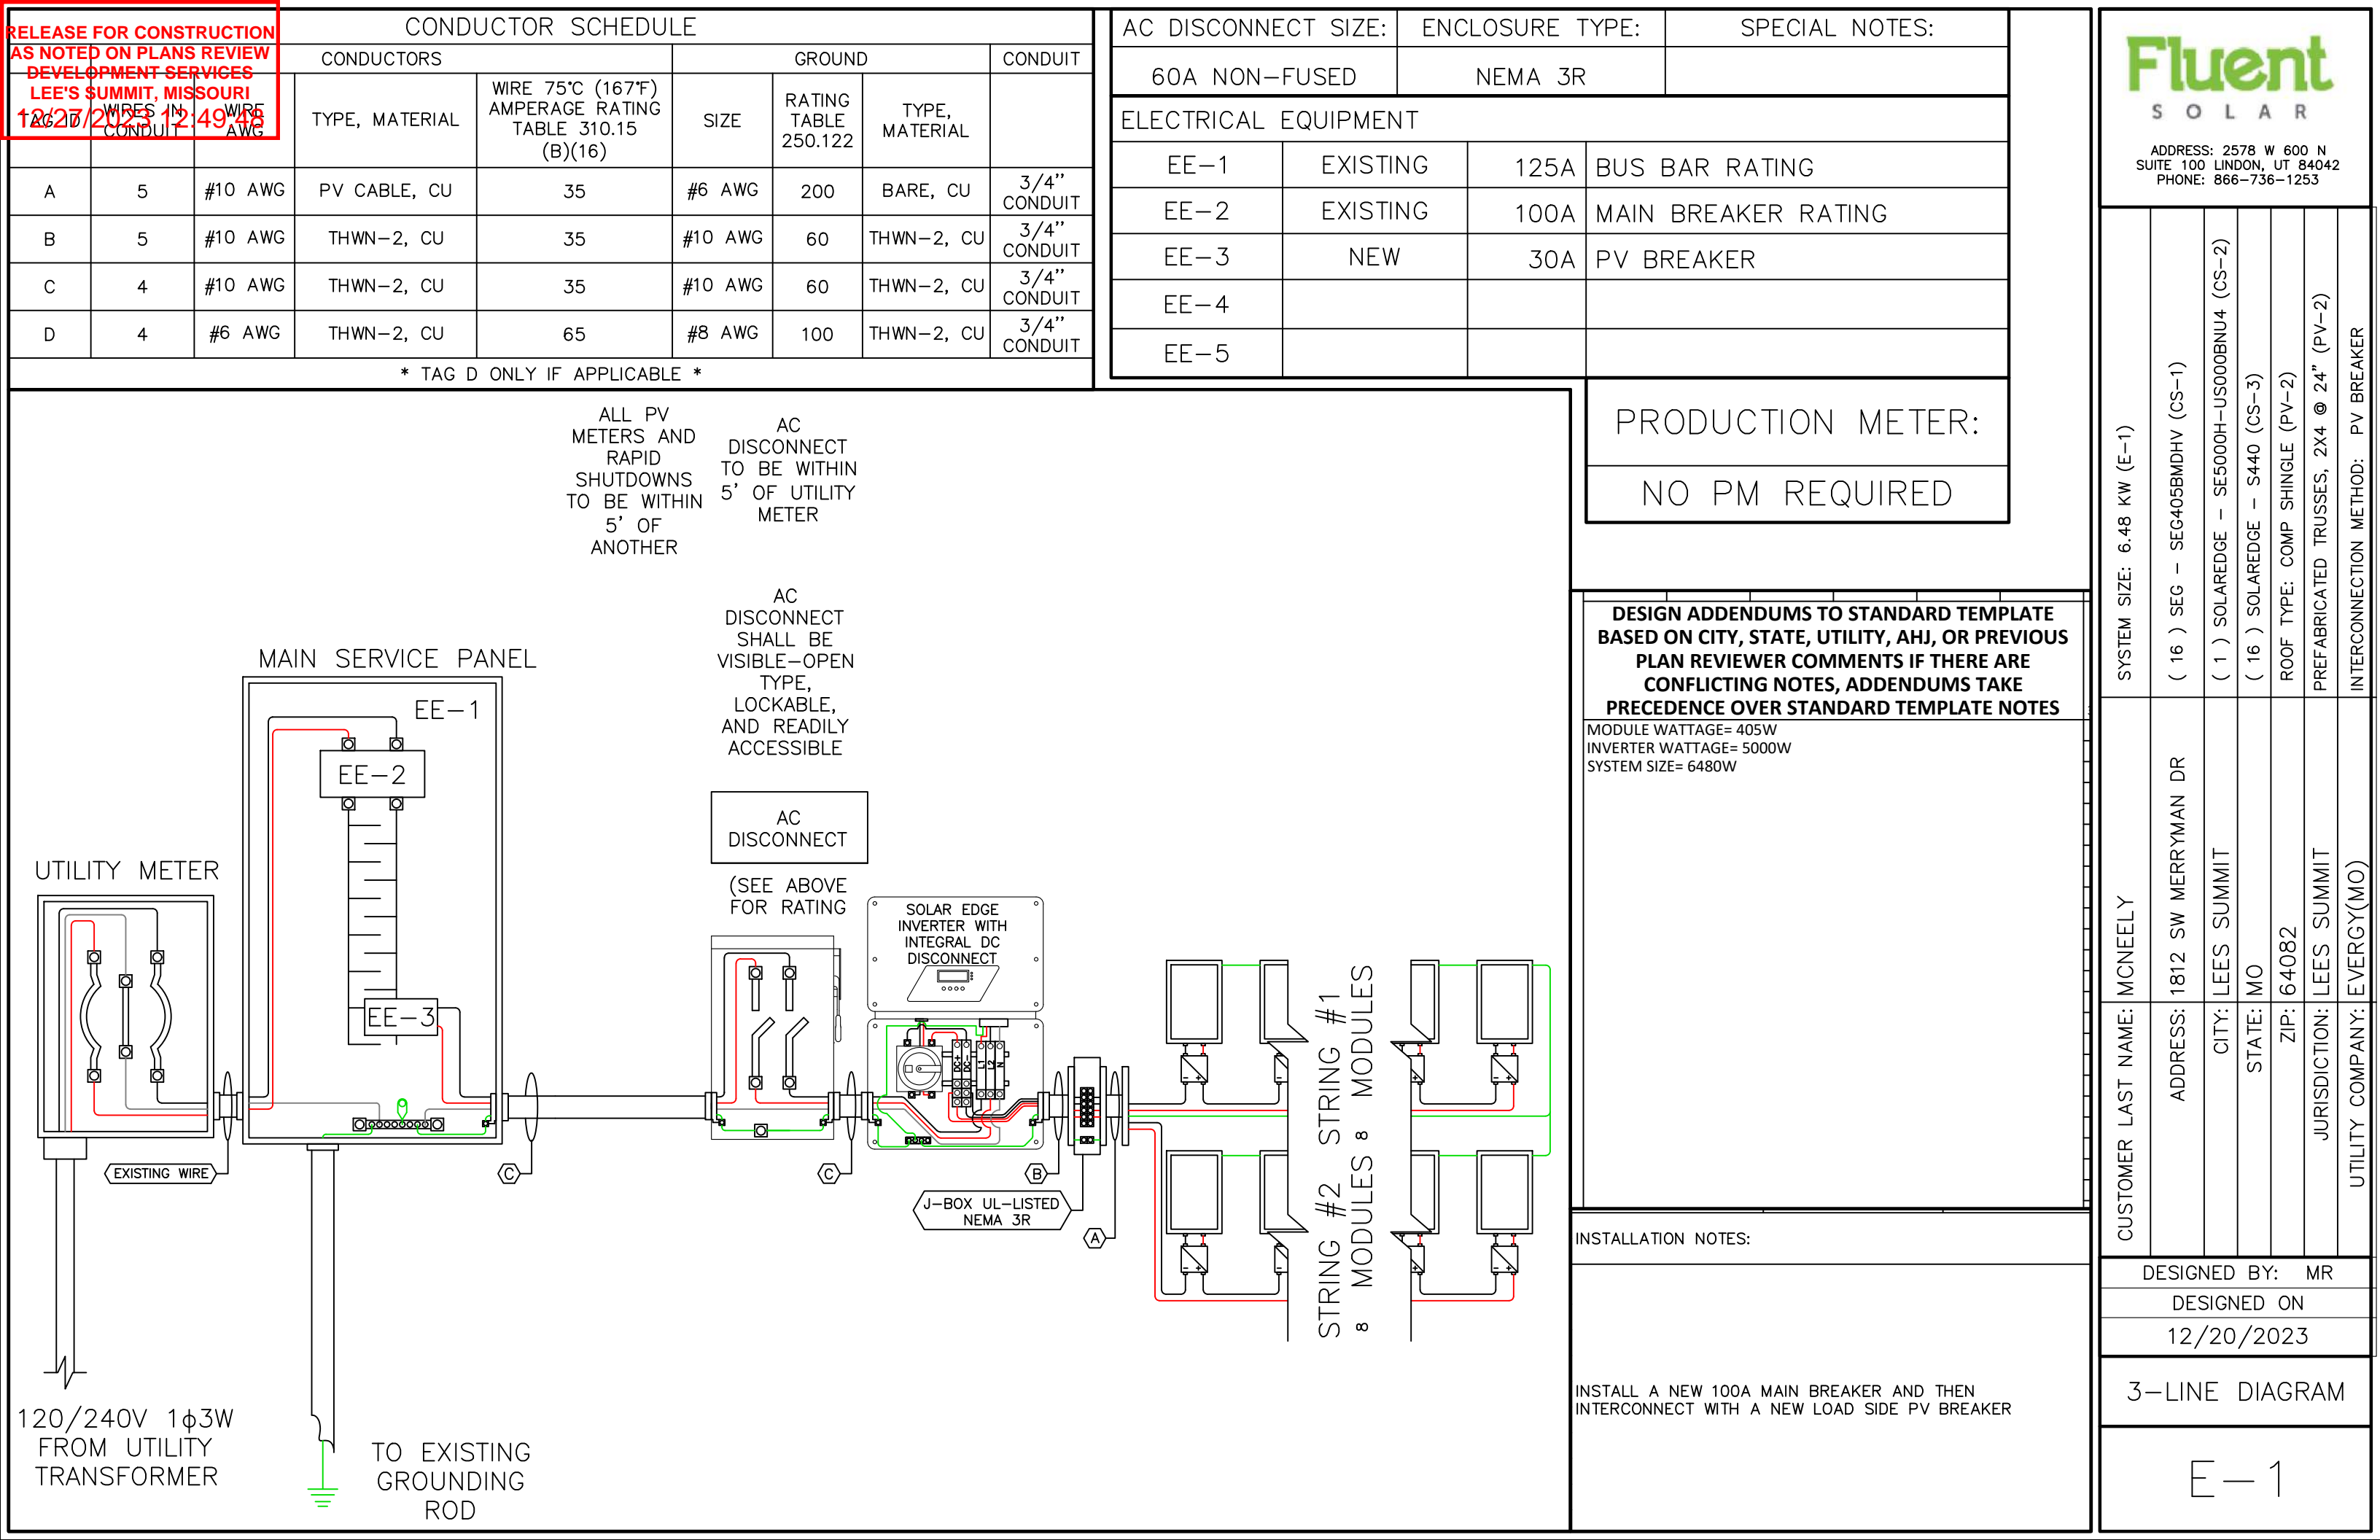 RELEASE FOR CONSTRUCTION
AS NOTED ON PLANS REVIEW
DEVELOPMENT SERVICES
LEE'S SUMMIT, MISSOURI
12/27/2023 12:49:48
CONDUCTOR SCHEDULE
CONDUCTORS GROUND CONDUIT
TAG ID
WIRES IN
CONDUIT
WIRE
AWG
TYPE, MATERIAL
WIRE 75°C (167°F)
AMPERAGE RATING
TABLE 310.15
(B)(16)
SIZE
RATING
TABLE
250.122
TYPE,
MATERIAL
A 5 #10 AWG PV CABLE, CU 35 #6 AWG 200 BARE, CU 3/4" CONDUIT
B 5 #10 AWG THWN-2, CU 35 #10 AWG 60 THWN-2, CU 3/4" CONDUIT
C 4 #10 AWG THWN-2, CU 35 #10 AWG 60 THWN-2, CU 3/4" CONDUIT
D 4 #6 AWG THWN-2, CU 65 #8 AWG 100 THWN-2, CU 3/4" CONDUIT
* TAG D ONLY IF APPLICABLE *
AC DISCONNECT SIZE: ENCLOSURE TYPE: SPECIAL NOTES:
60A NON-FUSED NEMA 3R
ELECTRICAL EQUIPMENT
EE-1 EXISTING 125A BUS BAR RATING
EE-2 EXISTING 100A MAIN BREAKER RATING
EE-3 NEW 30A PV BREAKER
EE-4
EE-5
PRODUCTION METER:
NO PM REQUIRED
ALL PV
METERS AND
RAPID
SHUTDOWNS
TO BE WITHIN
5' OF
ANOTHER
AC
DISCONNECT
TO BE WITHIN
5' OF UTILITY
METER
AC
DISCONNECT
SHALL BE
VISIBLE-OPEN
TYPE,
LOCKABLE,
AND READILY
ACCESSIBLE
AC
DISCONNECT
(SEE ABOVE
FOR RATING
MAIN SERVICE PANEL
EE-1
EE-2
EE-3
UTILITY METER
EXISTING WIRE
SOLAR EDGE
INVERTER WITH
INTEGRAL DC
DISCONNECT
DC+
DC-
L1
L2
N
C
C
B
A
J-BOX UL-LISTED
NEMA 3R
STRING #1
8 MODULES
STRING #2
8 MODULES
120/240V 1ϕ3W
FROM UTILITY
TRANSFORMER
TO EXISTING
GROUNDING
ROD
DESIGN ADDENDUMS TO STANDARD TEMPLATE
BASED ON CITY, STATE, UTILITY, AHJ, OR PREVIOUS
PLAN REVIEWER COMMENTS IF THERE ARE
CONFLICTING NOTES, ADDENDUMS TAKE
PRECEDENCE OVER STANDARD TEMPLATE NOTES
MODULE WATTAGE= 405W
INVERTER WATTAGE= 5000W
SYSTEM SIZE= 6480W
INSTALLATION NOTES:
INSTALL A NEW 100A MAIN BREAKER AND THEN
INTERCONNECT WITH A NEW LOAD SIDE PV BREAKER
Fluent
SOLAR
ADDRESS: 2578 W 600 N
SUITE 100 LINDON, UT 84042
PHONE: 866-736-1253
SYSTEM SIZE: 6.48 KW (E-1)
( 16 ) SEG - SEG405BMDHV (CS-1)
( 1 ) SOLAREDGE - SE5000H-US000BNU4 (CS-2)
( 16 ) SOLAREDGE - S440 (CS-3)
ROOF TYPE: COMP SHINGLE (PV-2)
PREFABRICATED TRUSSES, 2X4 @ 24" (PV-2)
INTERCONNECTION METHOD: PV BREAKER
CUSTOMER LAST NAME: MCNEELY
ADDRESS: 1812 SW MERRYMAN DR
CITY: LEES SUMMIT
STATE: MO
ZIP: 64082
JURISDICTION: LEES SUMMIT
UTILITY COMPANY: EVERGY(MO)
DESIGNED BY: MR
DESIGNED ON
12/20/2023
3-LINE DIAGRAM
E-1